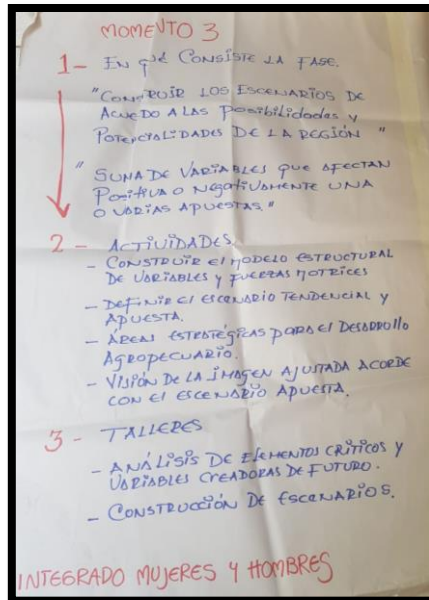 MOMENTO 3
1- EN qué CONSISTE LA FASE.
"CONSTRUIR LOS ESCENARIOS DE
ACUEDO A LAS POSIBILIDADES y
POTENCIALIDADES DE LA REGIÓN"
"SUMA DE VARIABLES QUE AFECTAN
POSITIVA O NEGATIVAMENTE UNA
O VARIAS APUESTAS."
2- ACTIVIDADES.
- CONSTRUIR El MODELO ESTRUCTURAL
DE VARIABLES y FUERZAS MOTRICES
- DEFINIR El ESCENARIO TENDENCIAL y
APUESTA.
- ÁREAS ESTRATÉGICAS PARA El DESARROllO
AGROPECUARIO.
- VISIÓN DE LA IMAGEN AJUSTADA ACORDE
CON El ESCENARIO APUESTA.
3- TALLERES
- ANÁLISIS DE ElEMENTOS CRÍTICOS y
VARIABLES CREADORAS DE FUTURO.
- CONSTRUCCIÓN DE ESCENARIOS.
INTEGRADO MUJERES Y HOMBRES